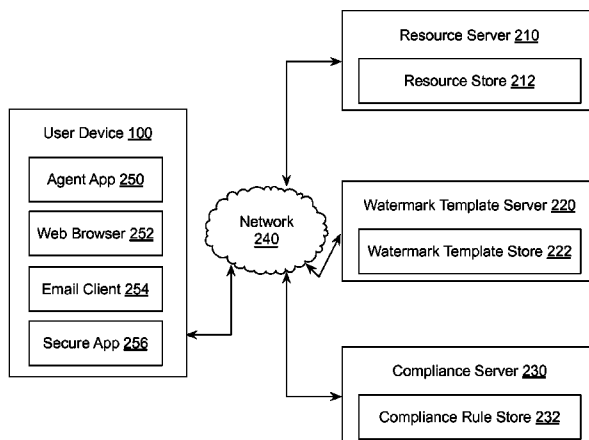 User Device 100
Agent App 250
Web Browser 252
Email Client 254
Secure App 256
Network
240
Resource Server 210
Resource Store 212
Watermark Template Server 220
Watermark Template Store 222
Compliance Server 230
Compliance Rule Store 232